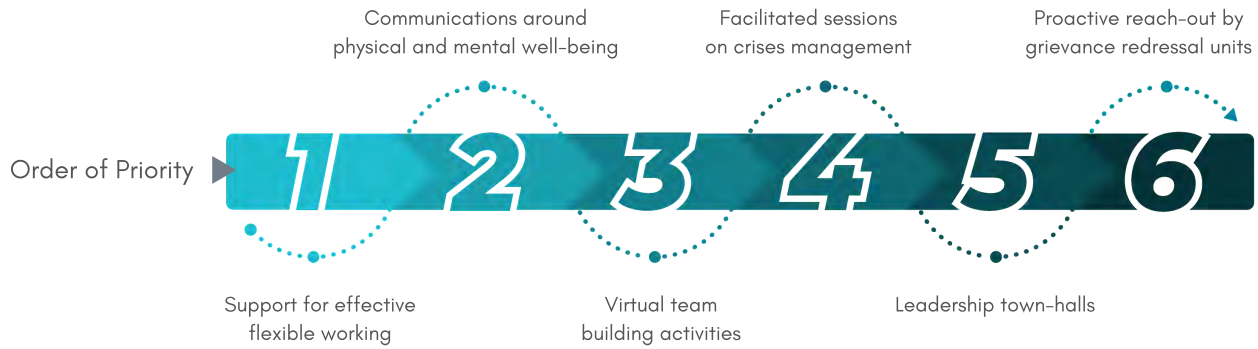 Communications around
physical and mental well-being
Facilitated sessions
on crises management
Proactive reach-out by
grievance redressal units
Order of Priority
1 2 3 4 5 6
Support for effective
flexible working
Virtual team
building activities
Leadership town-halls